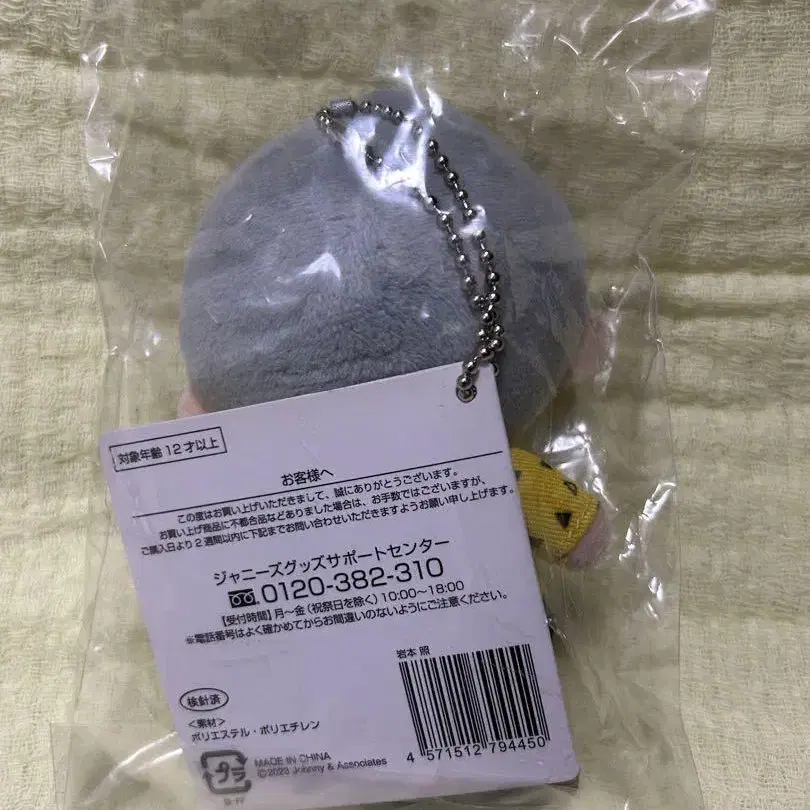 対象年齢 12才以上
お客様へ
この度はお買い上げいただきまして、誠にありがとうございます。
お買い上げ商品に不都合品などありました場合は、お手数ではございますが、
ご購入日より2週間以内に下記までお問い合わせいただきますようお願い申し上げます。
ジャニーズグッズサポートセンター
0120-382-310
【受付時間】月～金(祝祭日を除く)10:00～18:00
※電話番号はよく確かめてからお間違いのないようにご注意ください。
岩本 照
検針済
<素材>
ポリエステル・ポリエチレン
プラ
MADE IN CHINA
©2023 Johnny & Associates
4 571512 794450